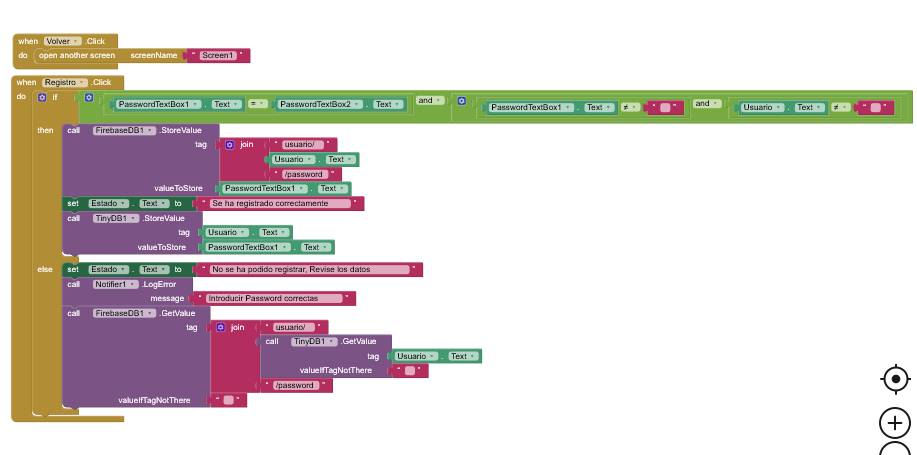 when Volver .Click
do open another screen screenName " Screen1 "
when Registro .Click
do if PasswordTextBox1 . Text = PasswordTextBox2 . Text and PasswordTextBox1 . Text ≠ " " and Usuario . Text ≠ " "
then call FirebaseDB1 .StoreValue
tag join " usuario/ "
Usuario . Text
" /password "
valueToStore PasswordTextBox1 . Text
set Estado . Text to " Se ha registrado correctamente "
call TinyDB1 .StoreValue
tag Usuario . Text
valueToStore PasswordTextBox1 . Text
else set Estado . Text to " No se ha podido registrar, Revise los datos "
call Notifier1 .LogError
message " Introducir Password correctas "
call FirebaseDB1 .GetValue
tag join " usuario/ "
call TinyDB1 .GetValue
tag Usuario . Text
valueIfTagNotThere " "
" /password "
valueIfTagNotThere " "